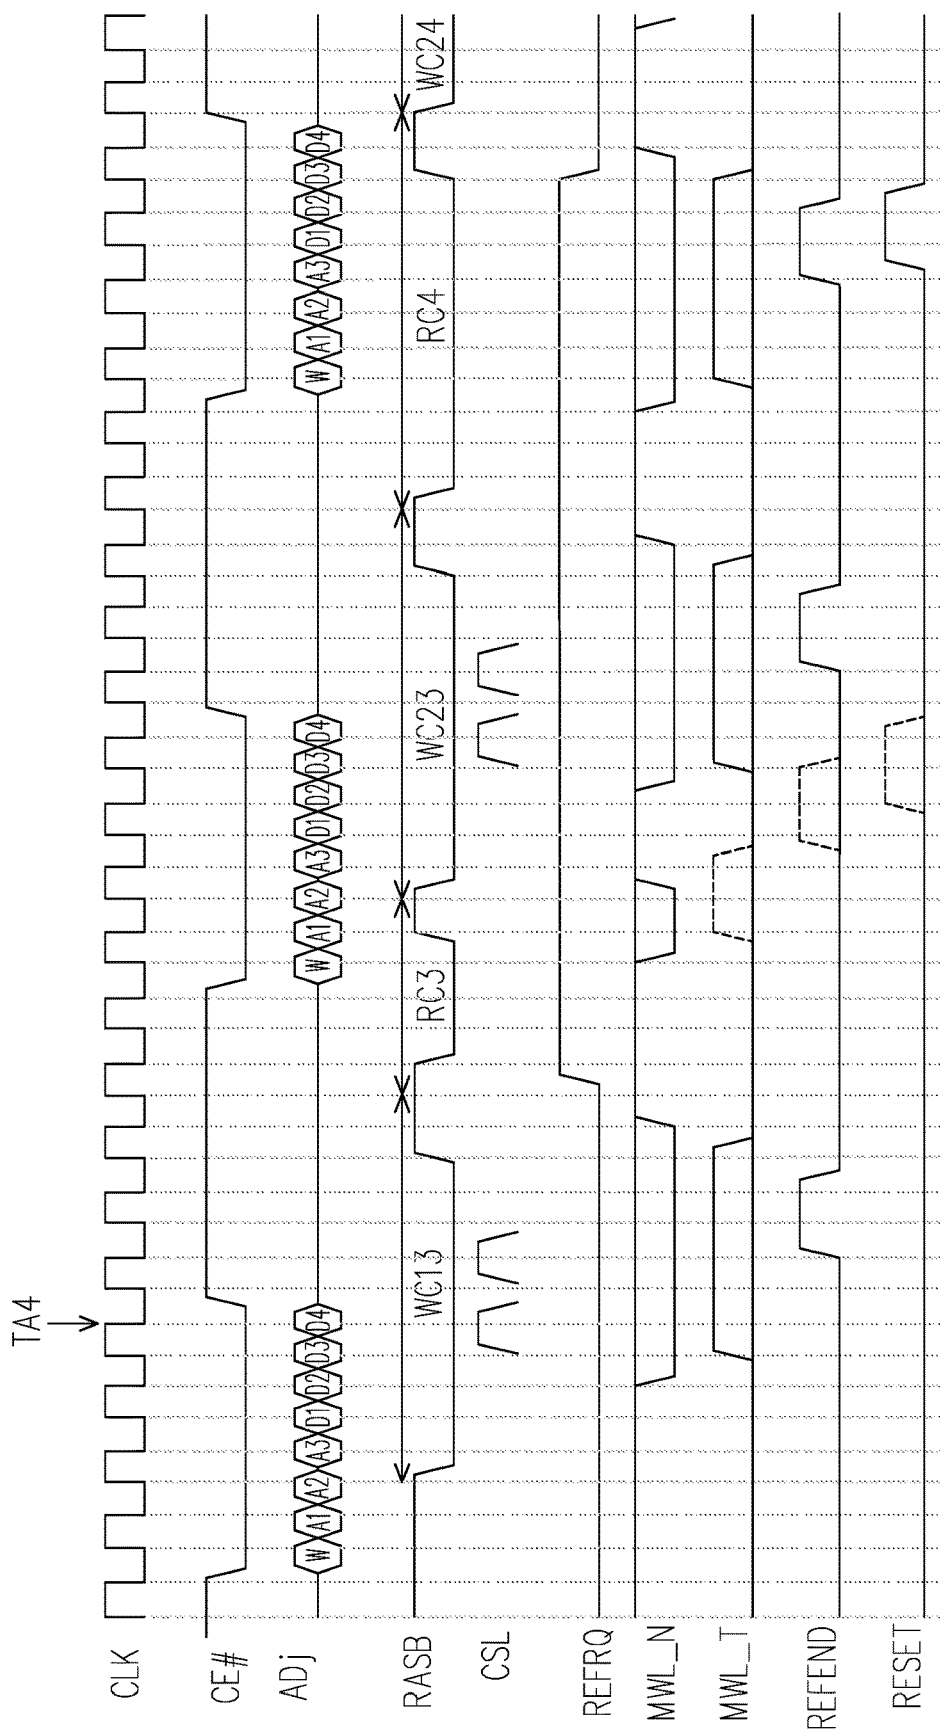 TA4
CLK
CE#
ADj W A1 A2 A3 D1 D2 D3 D4 W A1 A2 A3 D1 D2 D3 D4 W A1 A2 A3 D1 D2 D3 D4
WC13 RC3 WC23 RC4 WC24
RASB
CSL
REFRQ
MWL_N
MWL_T
REFEND
RESET